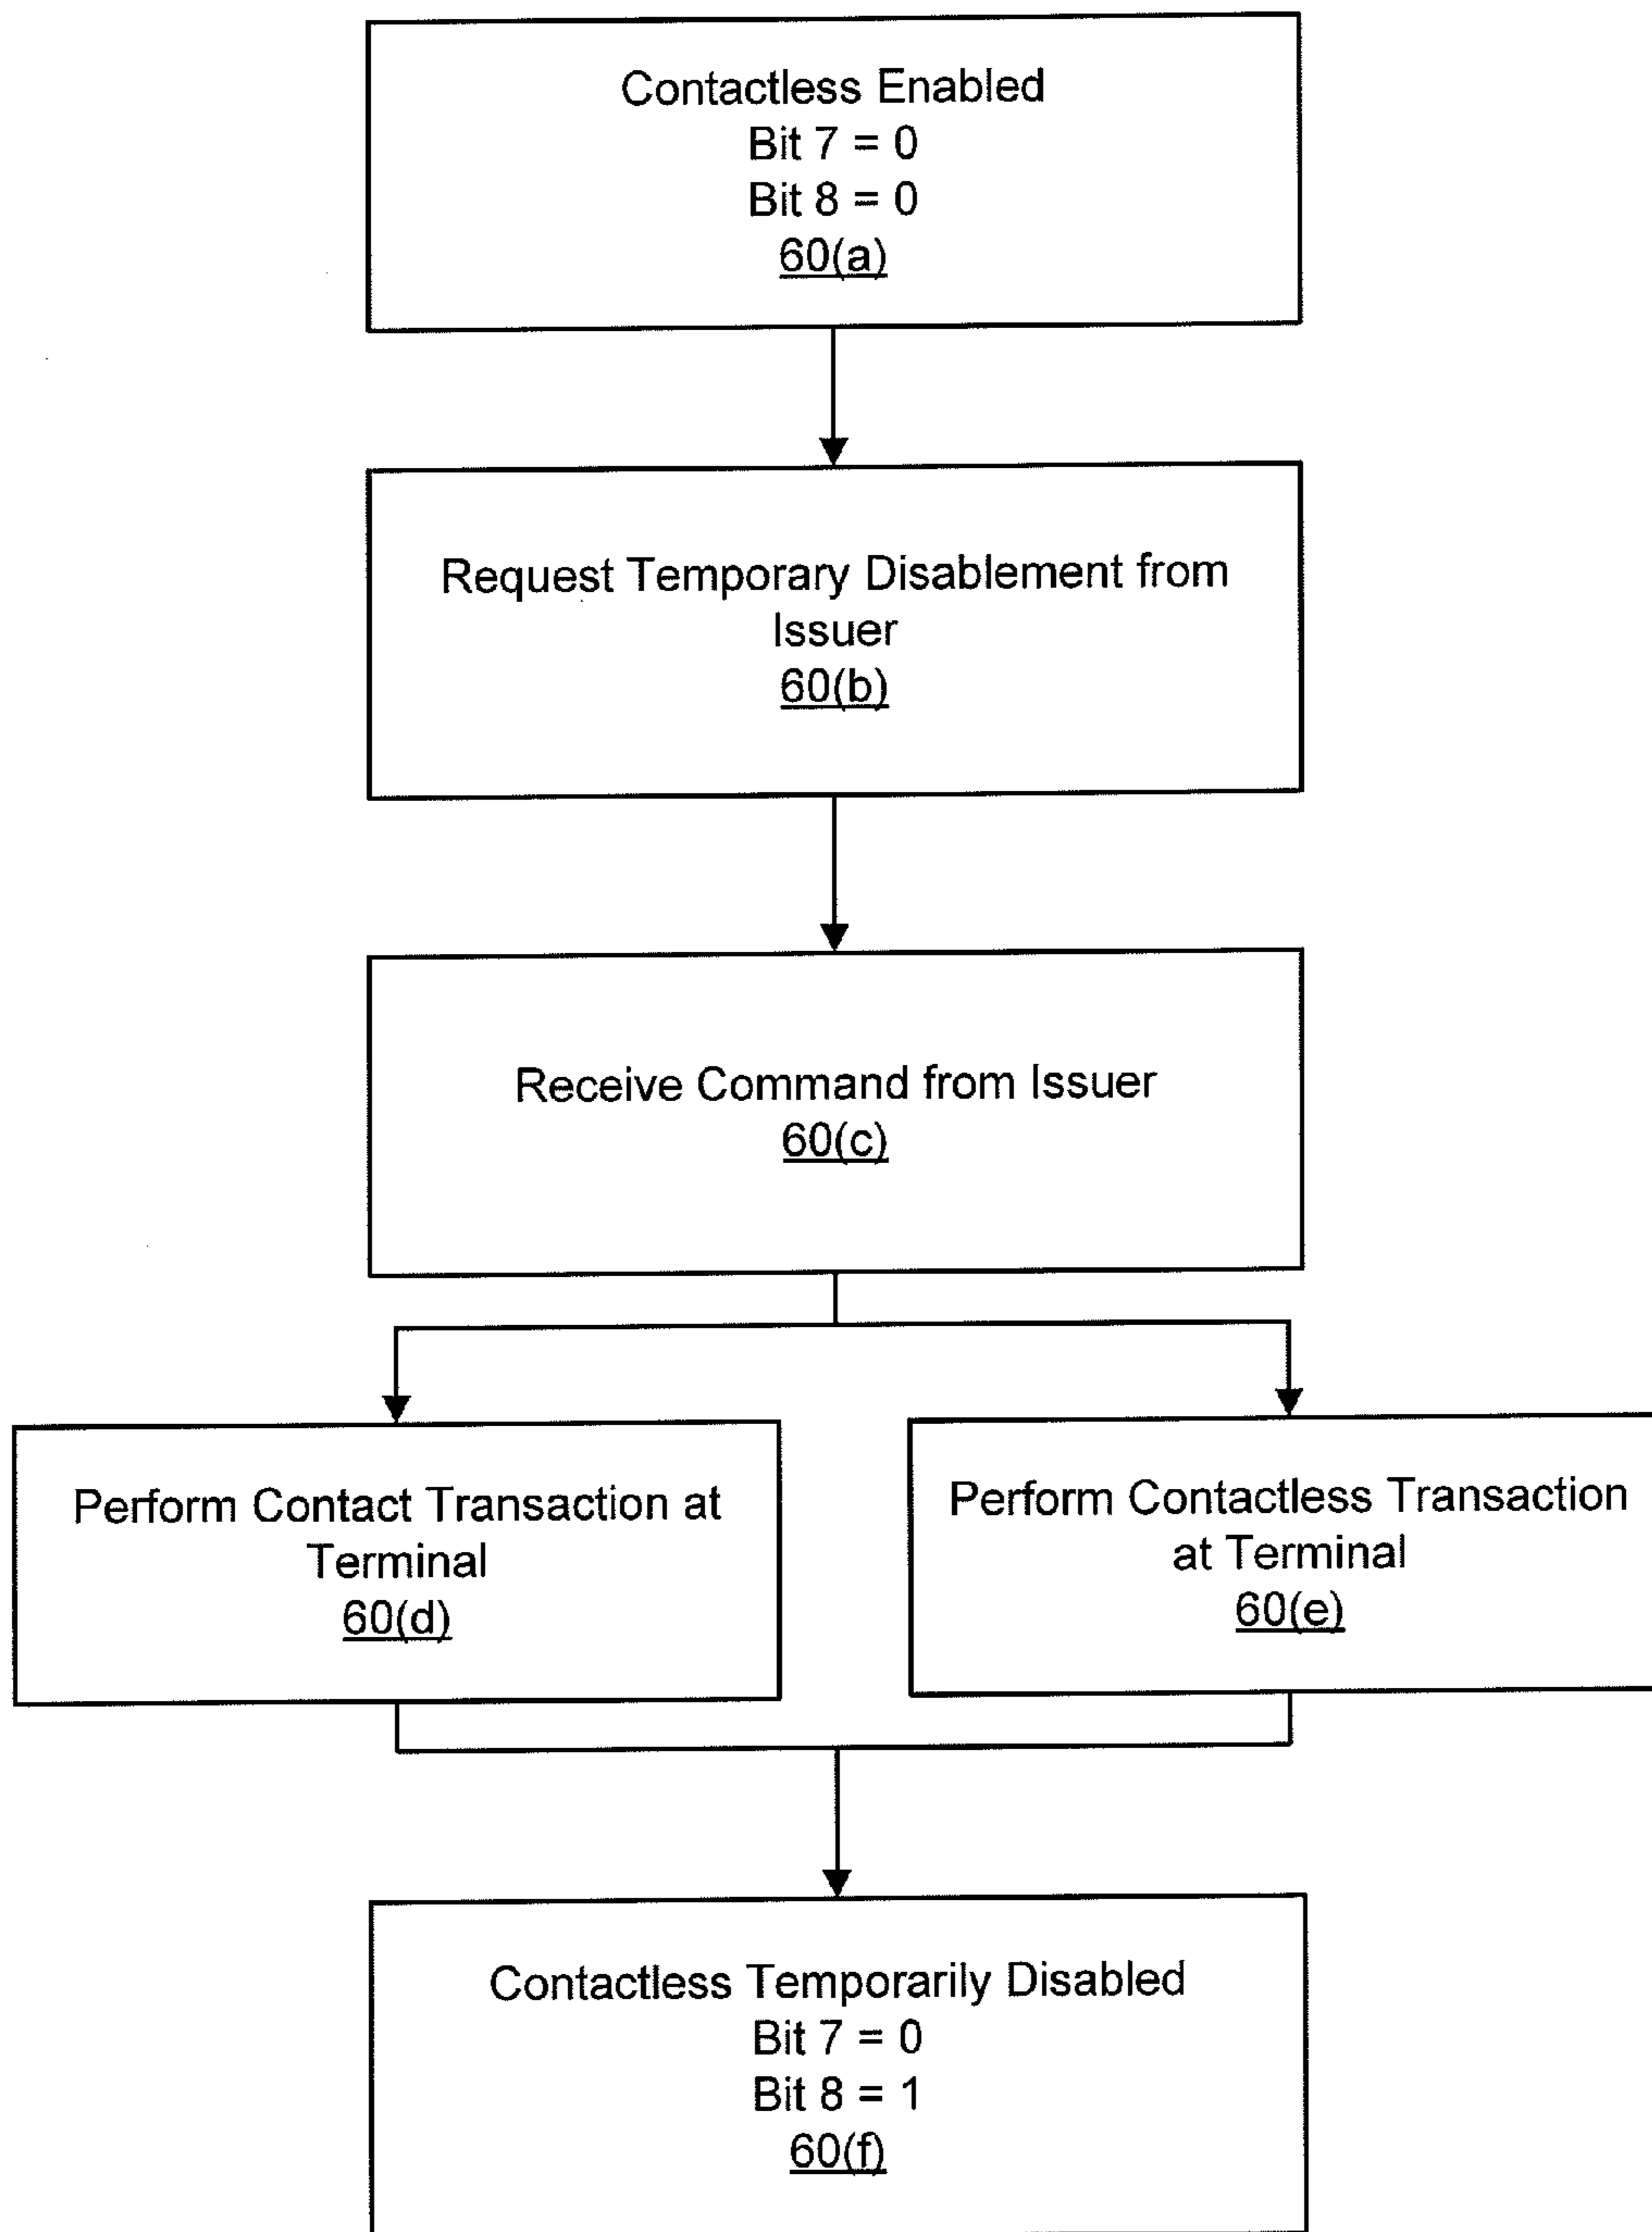 Contactless Enabled
Bit 7 = 0
Bit 8 = 0
60(a)
Request Temporary Disablement from
Issuer
60(b)
Receive Command from Issuer
60(c)
Perform Contact Transaction at
Terminal
60(d)
Perform Contactless Transaction
at Terminal
60(e)
Contactless Temporarily Disabled
Bit 7 = 0
Bit 8 = 1
60(f)